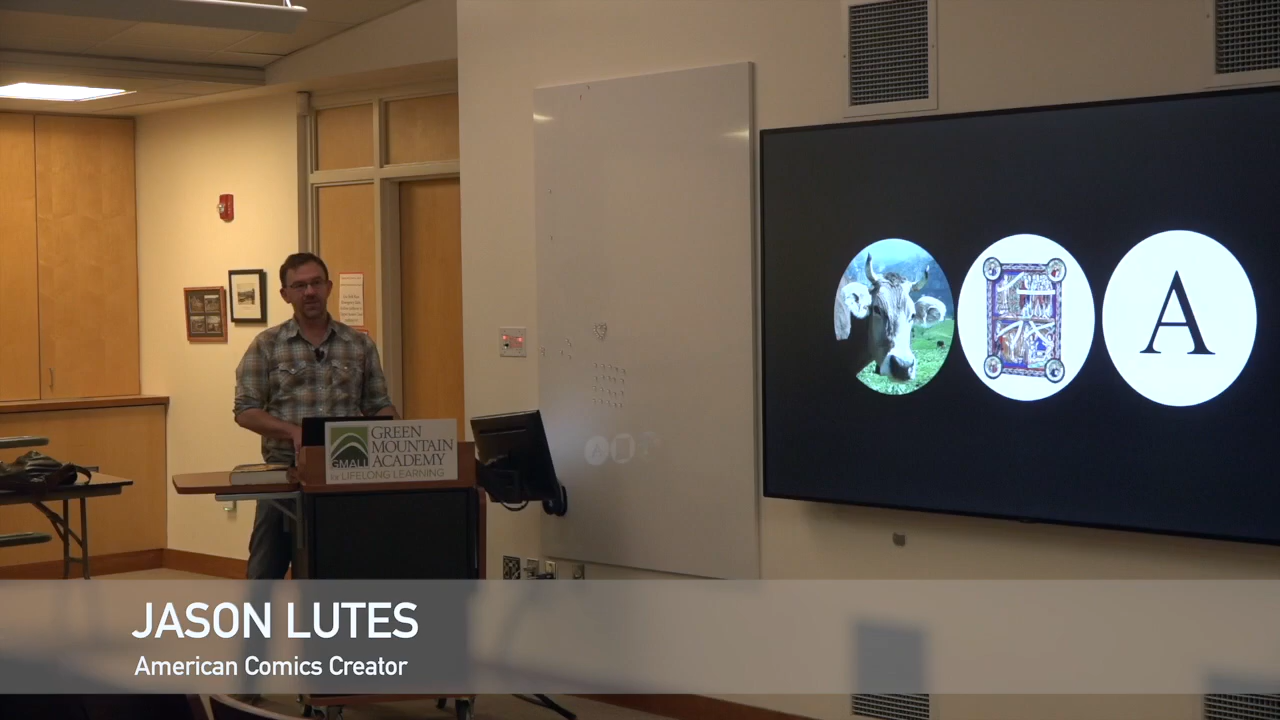 A
GREEN
MOUNTAIN
ACADEMY
GMALL
for LIFELONG LEARNING
JASON LUTES
American Comics Creator